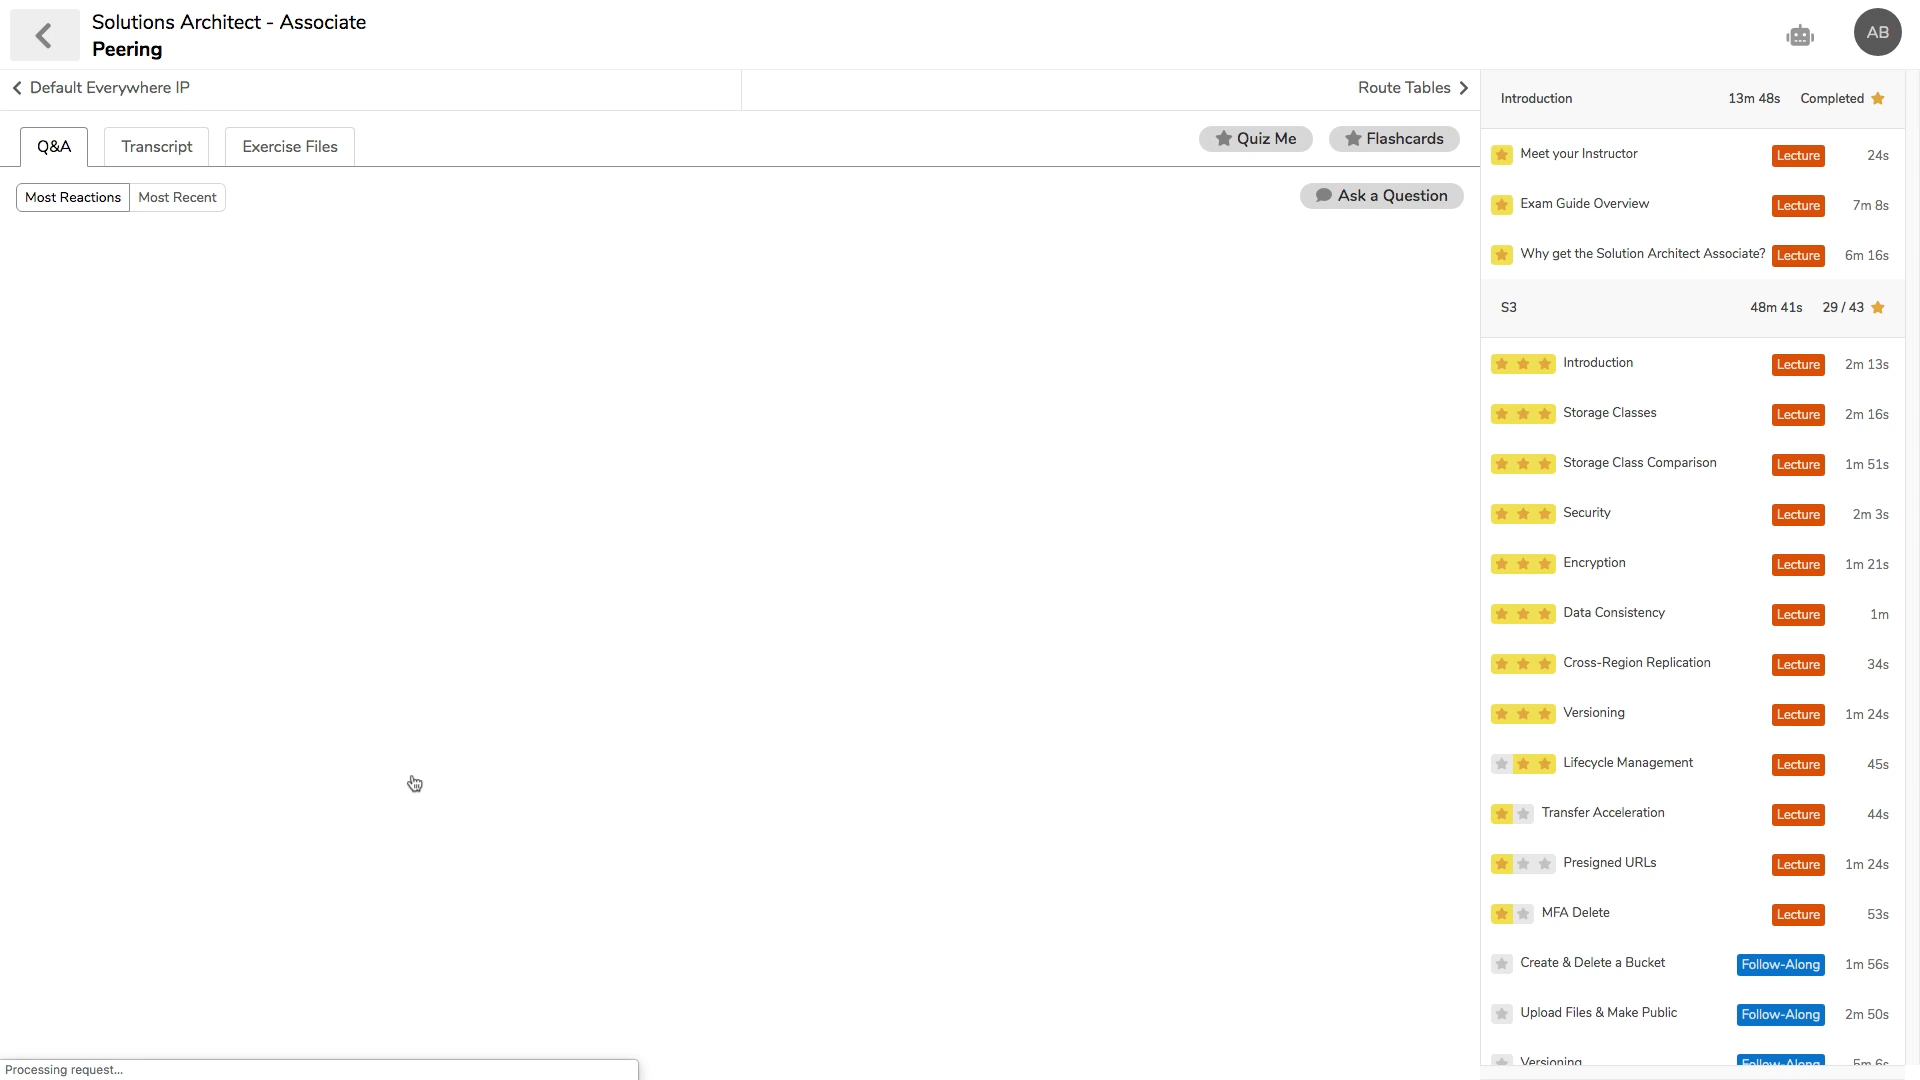 Solutions Architect - Associate
Peering
AB
Default Everywhere IP
Route Tables
Q&A
Transcript
Exercise Files
Quiz Me
Flashcards
Most Reactions
Most Recent
Ask a Question
Introduction 13m 48s Completed
Meet your Instructor Lecture 24s
Exam Guide Overview Lecture 7m 8s
Why get the Solution Architect Associate? Lecture 6m 16s
S3 48m 41s 29 / 43
Introduction Lecture 2m 13s
Storage Classes Lecture 2m 16s
Storage Class Comparison Lecture 1m 51s
Security Lecture 2m 3s
Encryption Lecture 1m 21s
Data Consistency Lecture 1m
Cross-Region Replication Lecture 34s
Versioning Lecture 1m 24s
Lifecycle Management Lecture 45s
Transfer Acceleration Lecture 44s
Presigned URLs Lecture 1m 24s
MFA Delete Lecture 53s
Create & Delete a Bucket Follow-Along 1m 56s
Upload Files & Make Public Follow-Along 2m 50s
Versioning Follow-Along 5m 6s
Processing request...